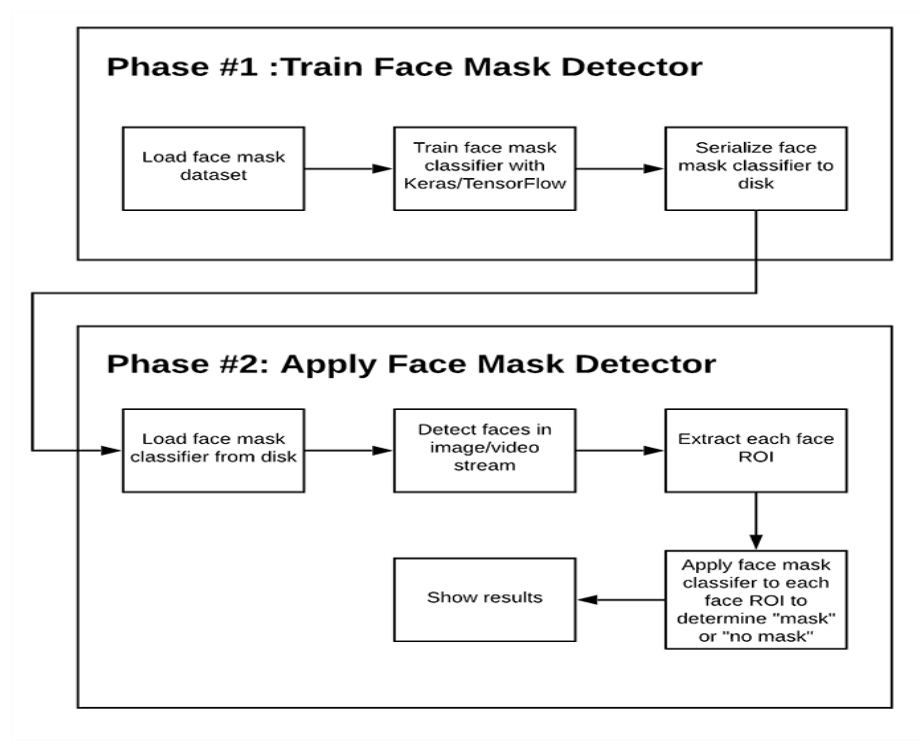 Phase #1 :Train Face Mask Detector
Load face mask
dataset
Train face mask
classifier with
Keras/TensorFlow
Serialize face
mask classifier to
disk
Phase #2: Apply Face Mask Detector
Load face mask
classifier from disk
Detect faces in
image/video
stream
Extract each face
ROI
Apply face mask
classifer to each
face ROI to
determine "mask"
or "no mask"
Show results